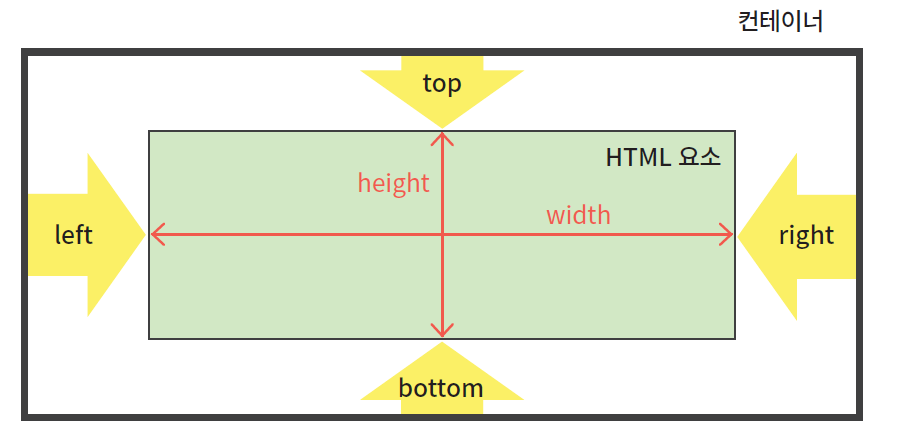 컨테이너
top
HTML 요소
height
width
left
right
bottom